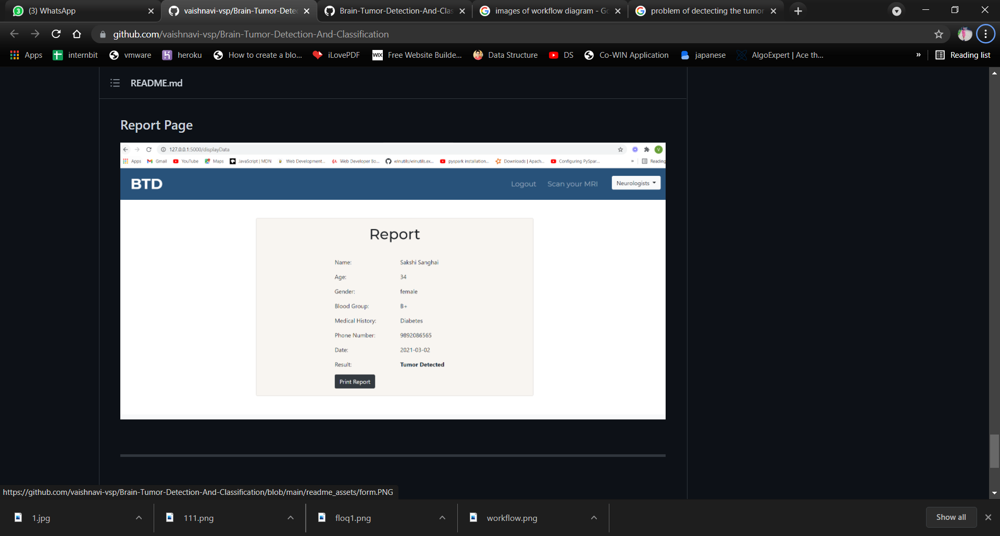 (3) WhatsApp
vaishnavi-vsp/Brain-Tumor-Detec
Brain-Tumor-Detection-And-Clas
images of workflow diagram - Go
problem of dectecting the tumor
github.com/vaishnavi-vsp/Brain-Tumor-Detection-And-Classification
Apps internbit vmware heroku How to create a blo... iLovePDF WIX Free Website Builde... Data Structure DS Co-WIN Application japanese AlgoExpert | Ace th... » Reading list
README.md
Report Page
127.0.0.1:5000/displayData
V
Apps Gmail YouTube Maps JavaScript | MDN Web Development... Web Developer Bo... winutils/winutils.ex... pyspark installation... Downloads | Apach... Configuring PySpar... » Reading
BTD Logout Scan your MRI Neurologists
Report
Name: Sakshi Sanghai
Age: 34
Gender: female
Blood Group: B+
Medical History: Diabetes
Phone Number: 9892086565
Date: 2021-03-02
Result: Tumor Detected
Print Report
https://github.com/vaishnavi-vsp/Brain-Tumor-Detection-And-Classification/blob/main/readme_assets/form.PNG
1.jpg 111.png floq1.png workflow.png Show all